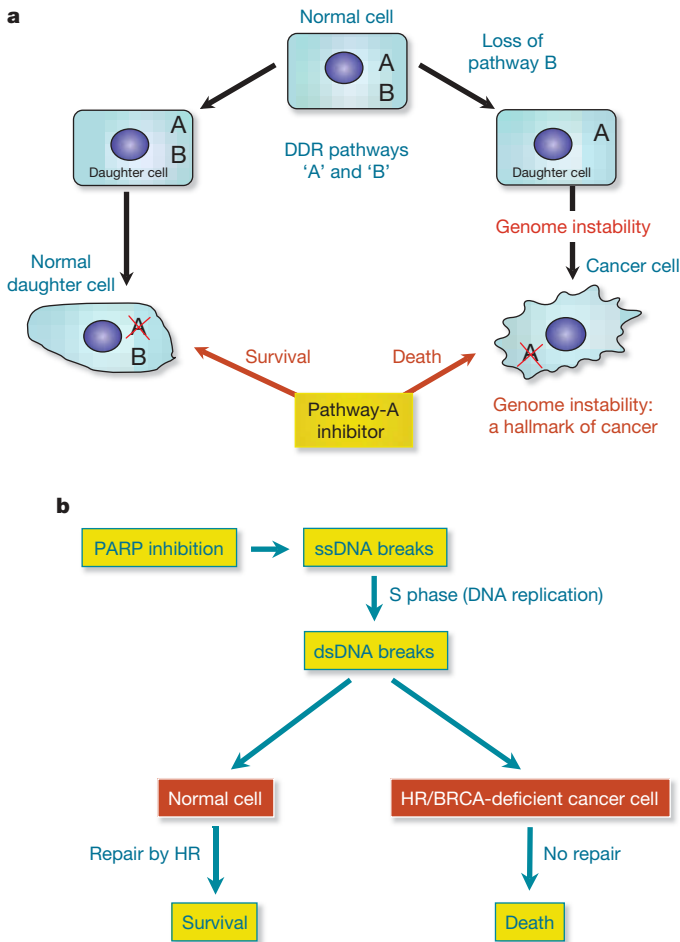 a
Normal cell
A
B
Loss of
pathway B
A
B
Daughter cell
DDR pathways
‘A’ and ‘B’
A
Daughter cell
Genome instability
Normal
daughter cell
Cancer cell
A
B
A
Survival
Death
Pathway-A
inhibitor
Genome instability:
a hallmark of cancer
b
PARP inhibition
ssDNA breaks
S phase (DNA replication)
dsDNA breaks
Normal cell
HR/BRCA-deficient cancer cell
Repair by HR
No repair
Survival
Death